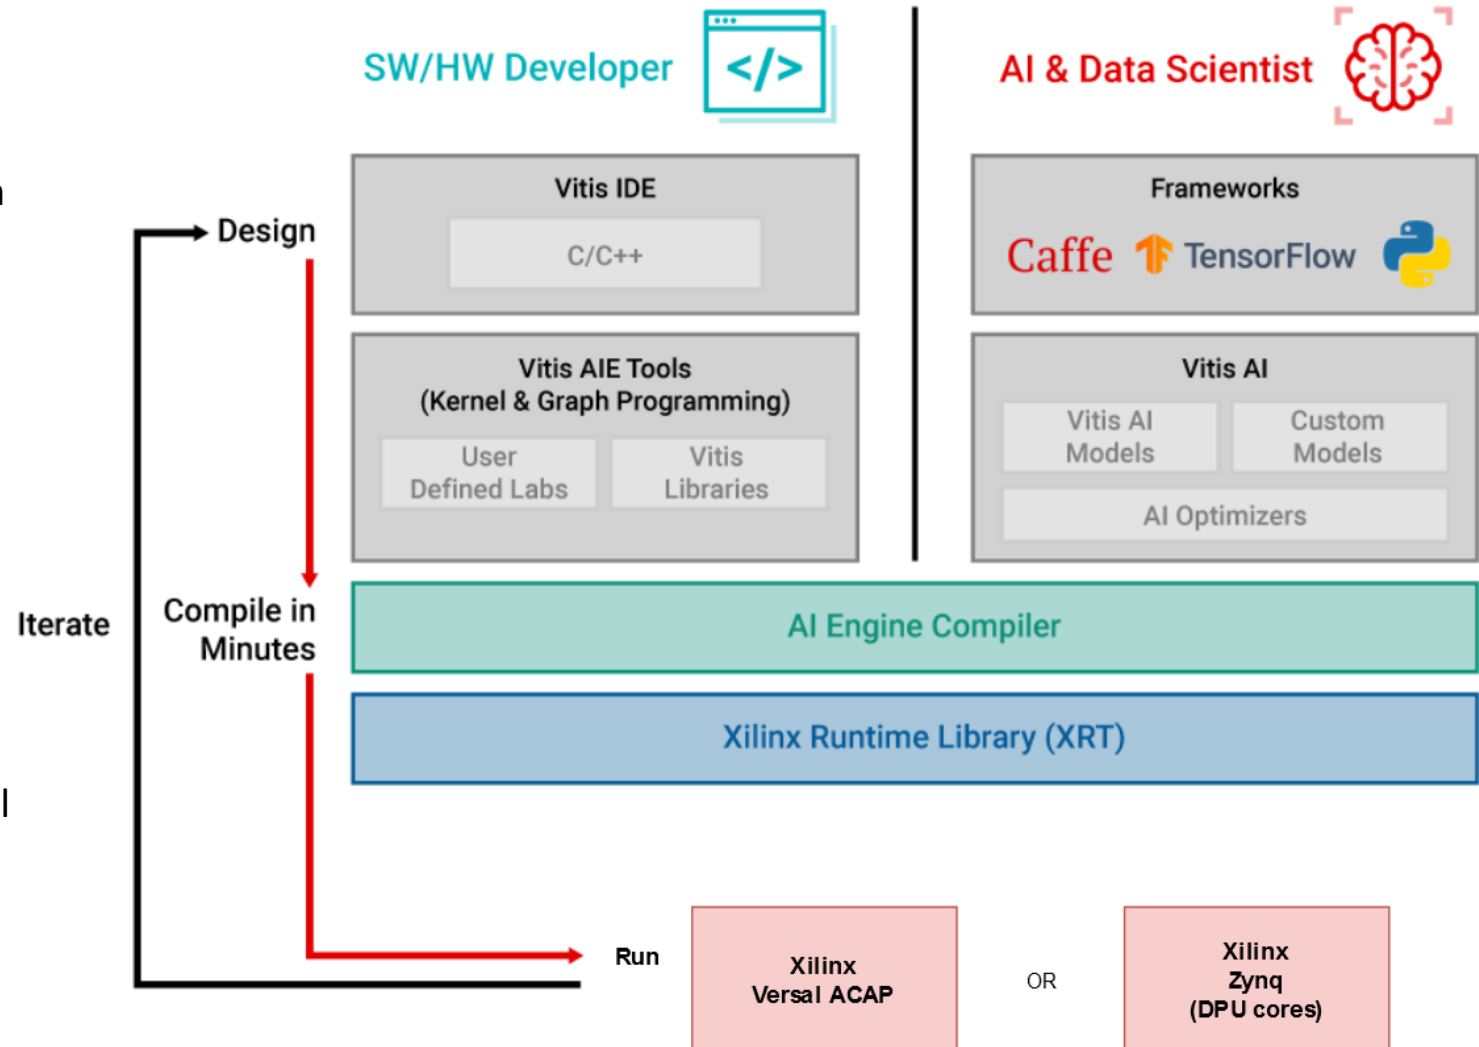 SW/HW Developer
</>
AI & Data Scientist
n
Design
Vitis IDE
C/C++
Frameworks
Caffe
TensorFlow
Vitis AIE Tools
(Kernel & Graph Programming)
User
Defined Labs
Vitis
Libraries
Vitis AI
Vitis AI
Models
Custom
Models
AI Optimizers
Iterate
Compile in
Minutes
AI Engine Compiler
Xilinx Runtime Library (XRT)
l
Run
Xilinx
Versal ACAP
OR
Xilinx
Zynq
(DPU cores)